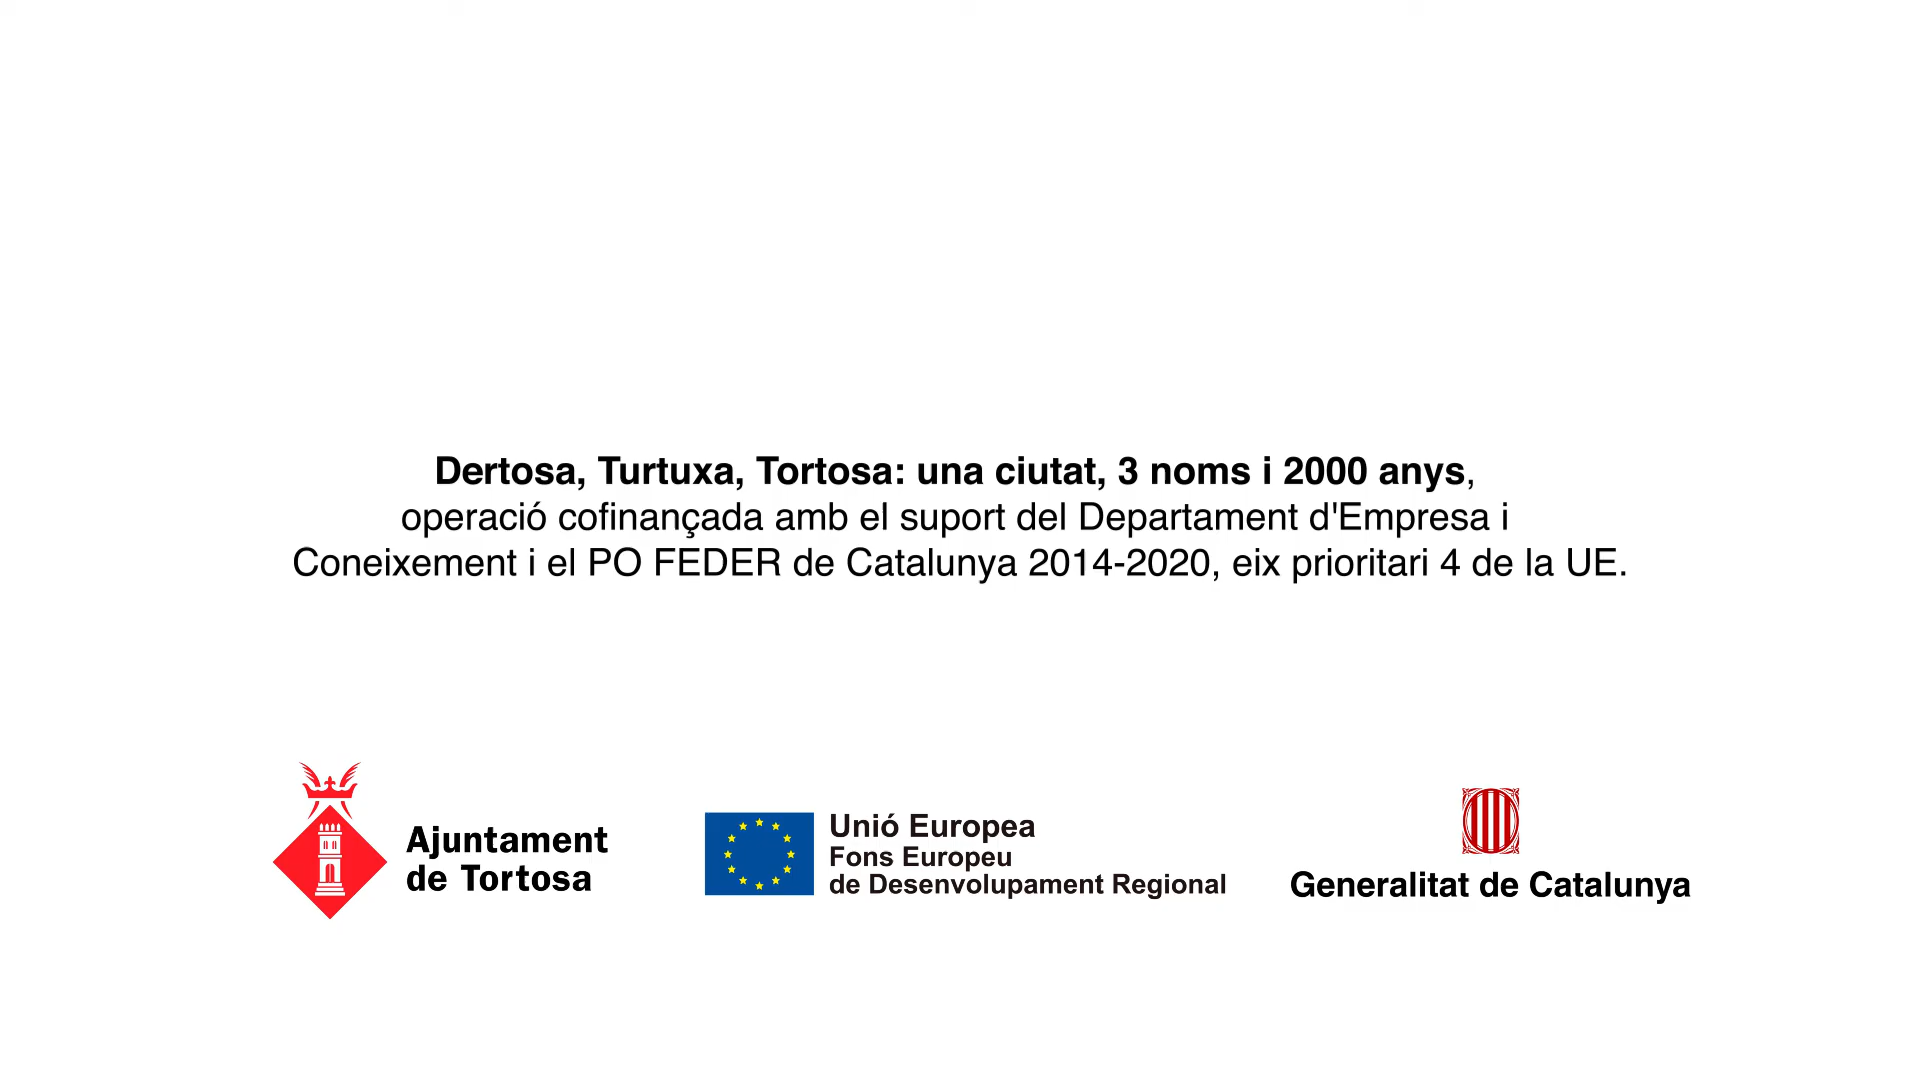 Dertosa, Turtuxa, Tortosa: una ciutat, 3 noms i 2000 anys,
operació cofinançada amb el suport del Departament d'Empresa i
Coneixement i el PO FEDER de Catalunya 2014-2020, eix prioritari 4 de la UE.
Ajuntament
de Tortosa
Unió Europea
Fons Europeu
de Desenvolupament Regional
Generalitat de Catalunya